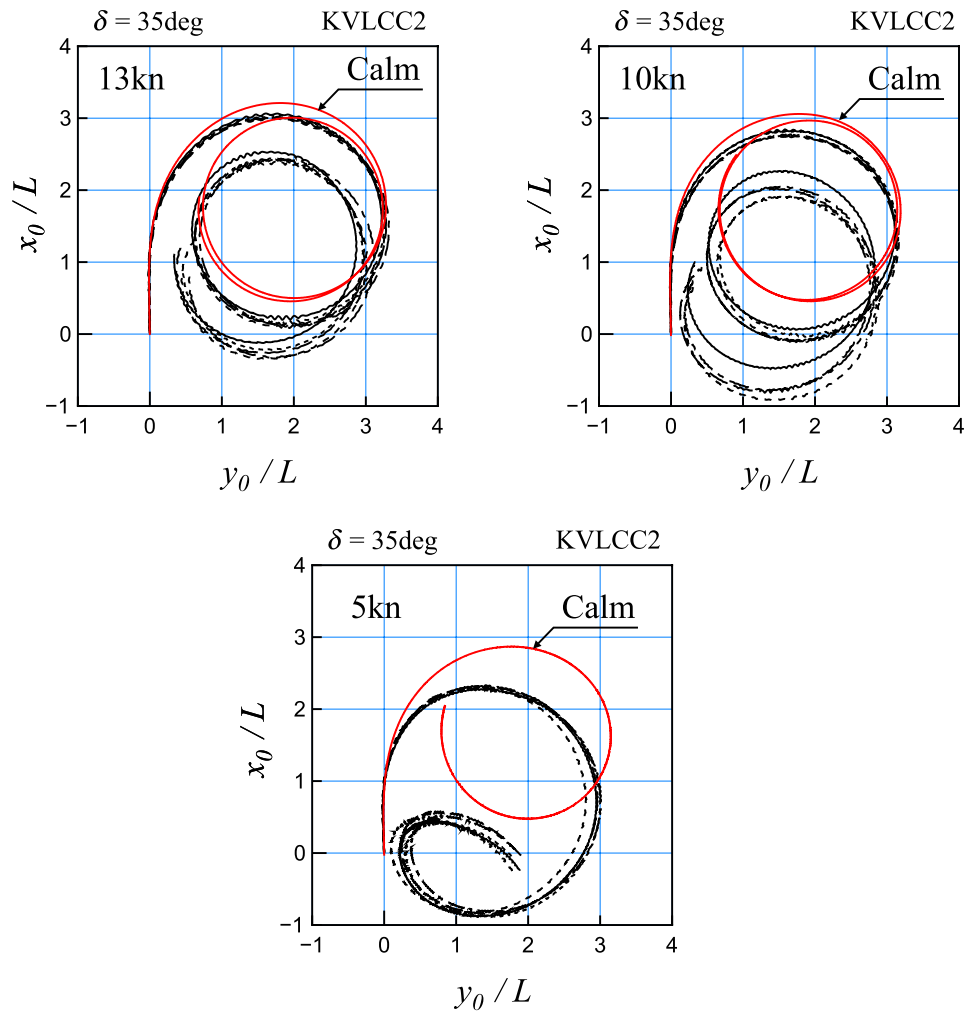 δ = 35deg KVLCC2
δ = 35deg KVLCC2
4
3
2
1
0
−1
13kn
Calm
x0 / L
−1 0 1 2 3 4
y0 / L
4
3
2
1
0
−1
10kn
Calm
x0 / L
−1 0 1 2 3 4
y0 / L
δ = 35deg KVLCC2
4
3
2
1
0
−1
5kn
Calm
x0 / L
−1 0 1 2 3 4
y0 / L